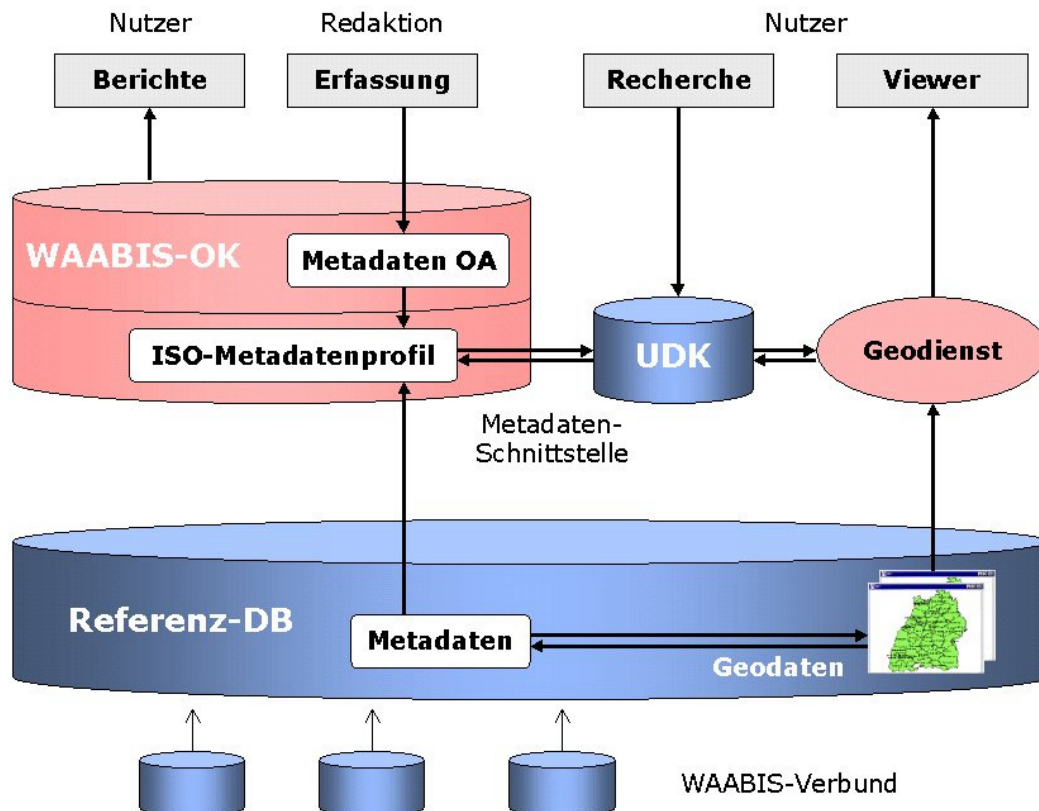 Nutzer
Redaktion
Nutzer
Berichte
Erfassung
Recherche
Viewer
WAABIS-OK
Metadaten OA
ISO-Metadatenprofil
UDK
Geodienst
Metadaten-
Schnittstelle
Referenz-DB
Metadaten
Geodaten
WAABIS-Verbund